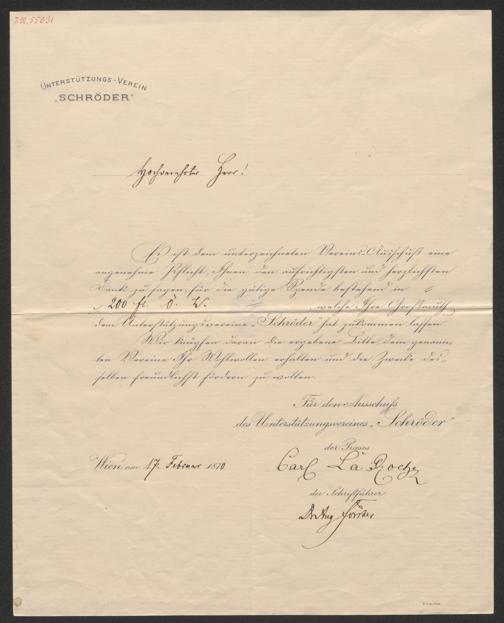 UNTERSTÜTZUNGS-VEREIN
„SCHRÖDER“
Hochverehrter Herr!
Es ist dem unterzeichneten Vereins-Ausschuß eine
angenehme Pflicht, Ihnen den aufrichtigsten und herzlichsten
Dank zu sagen, für die gütige Spende bestehend in
200 fl. Ö. W. welche Ihre Großmuth
dem Unterstützungsvereine „Schröder“ hat zukommen lassen.
Wir knüpfen daran die ergebene Bitte dem genann-
ten Vereine Ihr Wohlwollen erhalten und die Zwecke des-
selben freundlichst fördern zu wollen.
Für den Ausschuß
des Unterstützungsvereines „Schröder“
der Präses
Wien am 17. Februar 18
Carl La Roche
der Schriftführer
Dr Aug Förster